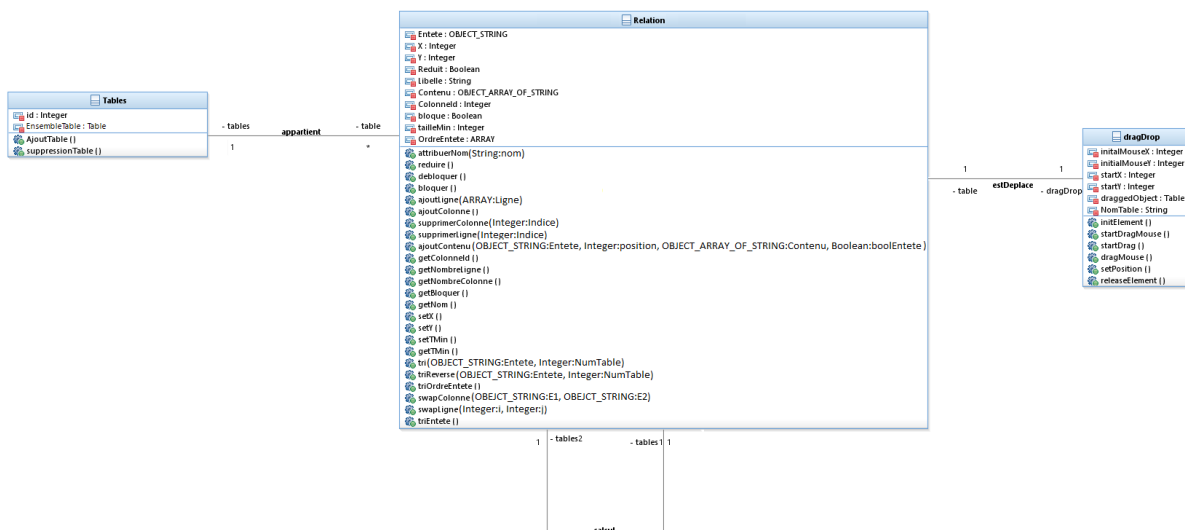 Tables
id : Integer
EnsembleTable : Table
AjoutTable ()
suppressionTable ()
- tables
1
appartient
- table
*
Relation
Entete : OBJECT_STRING
X : Integer
Y : Integer
Reduit : Boolean
Libelle : String
Contenu : OBJECT_ARRAY_OF_STRING
ColonneId : Integer
bloque : Boolean
tailleMin : Integer
OrdreEntete : ARRAY
attribuerNom(String:nom)
reduire ()
debloquer ()
bloquer ()
ajoutLigne(ARRAY:Ligne)
ajoutColonne ()
supprimerColonne(Integer:Indice)
supprimerLigne(Integer:Indice)
ajoutContenu(OBJECT_STRING:Entete, Integer:position, OBJECT_ARRAY_OF_STRING:Contenu, Boolean:boolEntete )
getColonneId ()
getNombreLigne ()
getNombreColonne ()
getBloquer ()
getNom ()
setX ()
setY ()
setTMin ()
getTMin ()
tri(OBJECT_STRING:Entete, Integer:NumTable)
triReverse(OBJECT_STRING:Entete, Integer:NumTable)
triOrdreEntete ()
swapColonne(OBEJCT_STRING:E1, OBEJCT_STRING:E2)
swapLigne(Integer:i, Integer:j)
triEntete ()
1
- table
estDeplace
1
- dragDrop
dragDrop
initalMouseX : Integer
initialMouseY : Integer
startX : Integer
startY : Integer
draggedObject : Table
NomTable : String
initElement ()
startDragMouse ()
startDrag ()
dragMouse ()
setPosition ()
releaseElement ()
1
- tables2
- tables1
1